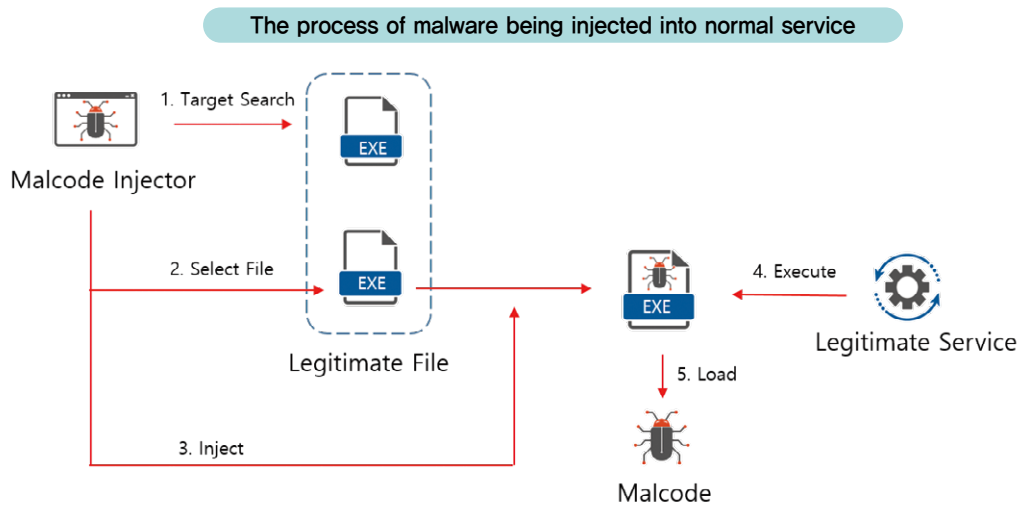 The process of malware being injected into normal service
1. Target Search
EXE
Malcode Injector
2. Select File
EXE
4. Execute
EXE
Legitimate Service
Legitimate File
5. Load
3. Inject
Malcode